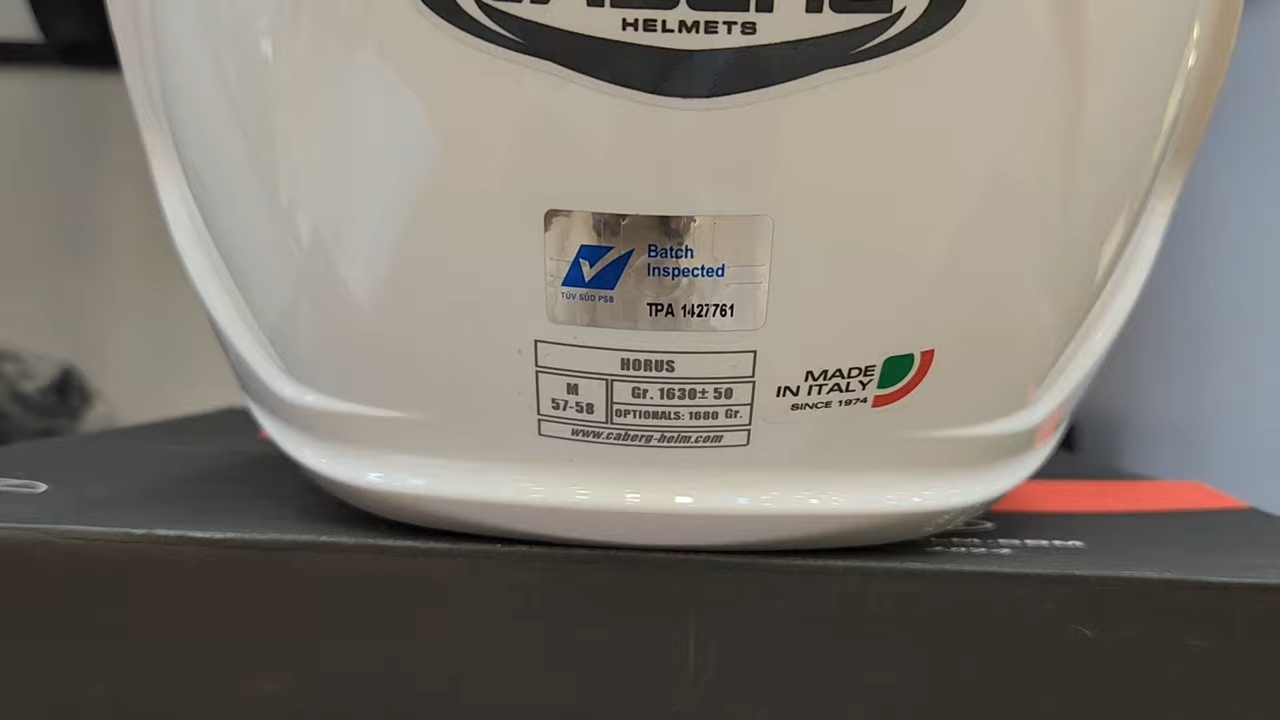 CABERG
HELMETS
Batch
Inspected
TÜV SÜD PSB
TPA 1427761
HORUS
M
57-58
Gr. 1630± 50
OPTIONALS: 1680 Gr.
www.caberg-helm.com
MADE
IN ITALY
SINCE 1974